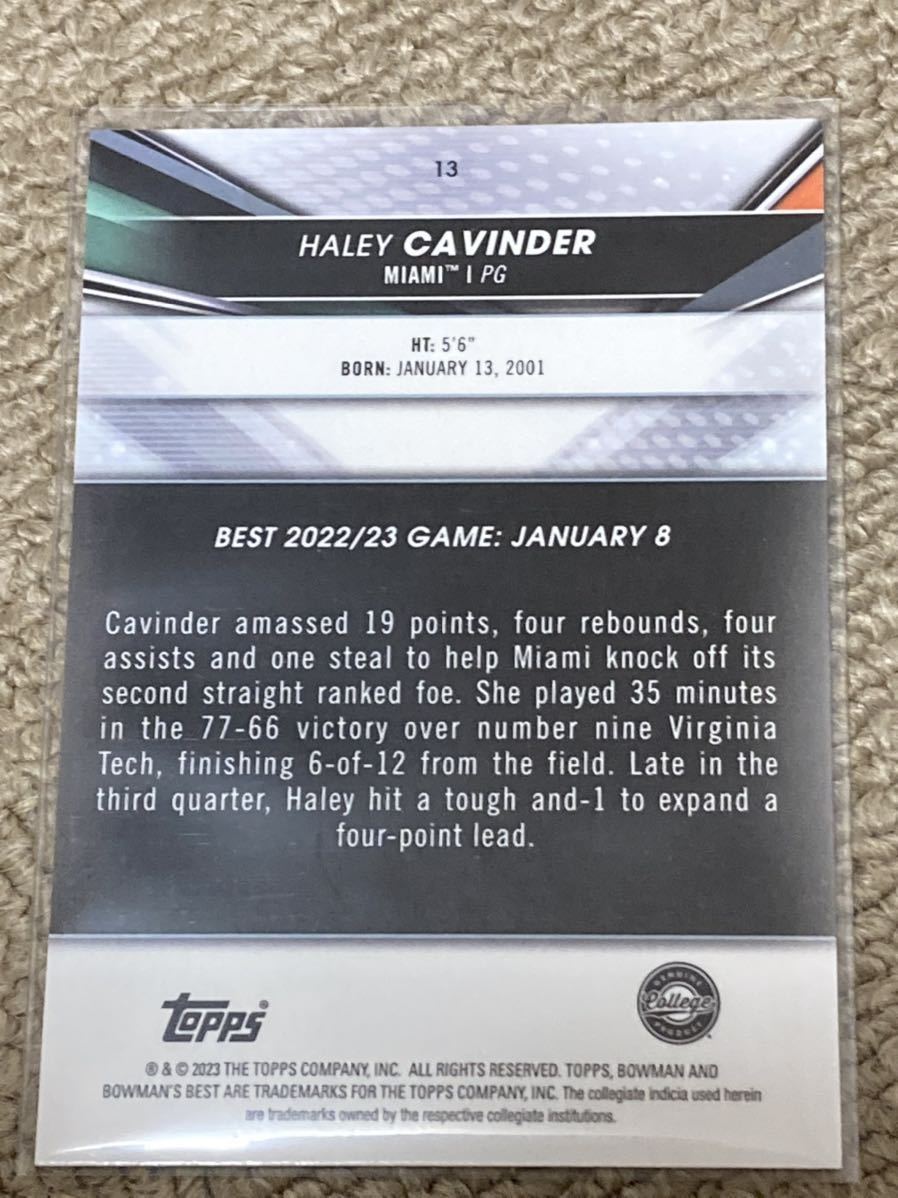 13
HALEY CAVINDER
MIAMI™ | PG
HT: 5'6"
BORN: JANUARY 13, 2001
BEST 2022/23 GAME: JANUARY 8
Cavinder amassed 19 points, four rebounds, four
assists and one steal to help Miami knock off its
second straight ranked foe. She played 35 minutes
in the 77-66 victory over number nine Virginia
Tech, finishing 6-of-12 from the field. Late in the
third quarter, Haley hit a tough and-1 to expand a
four-point lead.
topps®
GENUINE
College
PRODUCT
® & © 2023 THE TOPPS COMPANY, INC. ALL RIGHTS RESERVED. TOPPS, BOWMAN AND
BOWMAN'S BEST ARE TRADEMARKS FOR THE TOPPS COMPANY, INC. The collegiate indicia used herein
are trademarks owned by the respective collegiate institutions.